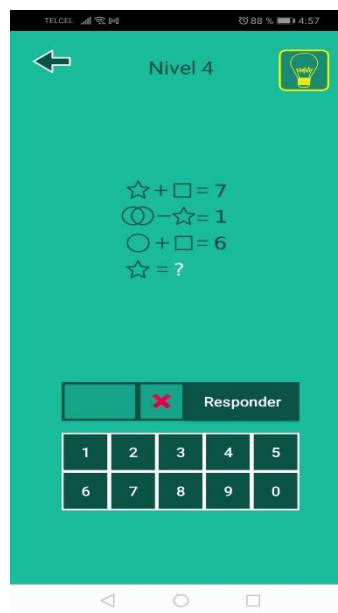 TELCEL 88 % 4:57
Nivel 4
☆+□= 7
◯◯−☆= 1
◯+□= 6
☆ = ?
Responder
1 2 3 4 5
6 7 8 9 0